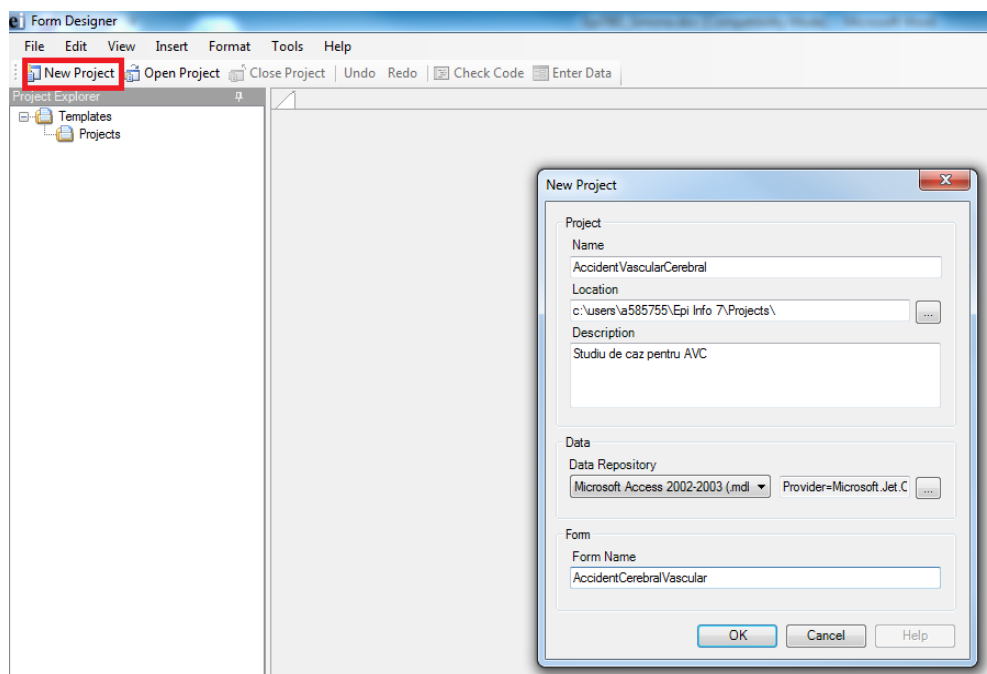 ei Form Designer
File Edit View Insert Format Tools Help
New Project Open Project Close Project Undo Redo Check Code Enter Data
Project Explorer
Templates
Projects
New Project
Project
Name
AccidentVascularCerebral
Location
c:\users\a585755\Epi Info 7\Projects\
...
Description
Studiu de caz pentru AVC
Data
Data Repository
Microsoft Access 2002-2003 (.mdl Provider=Microsoft.Jet.C ...
Form
Form Name
AccidentCerebralVascular
OK Cancel Help